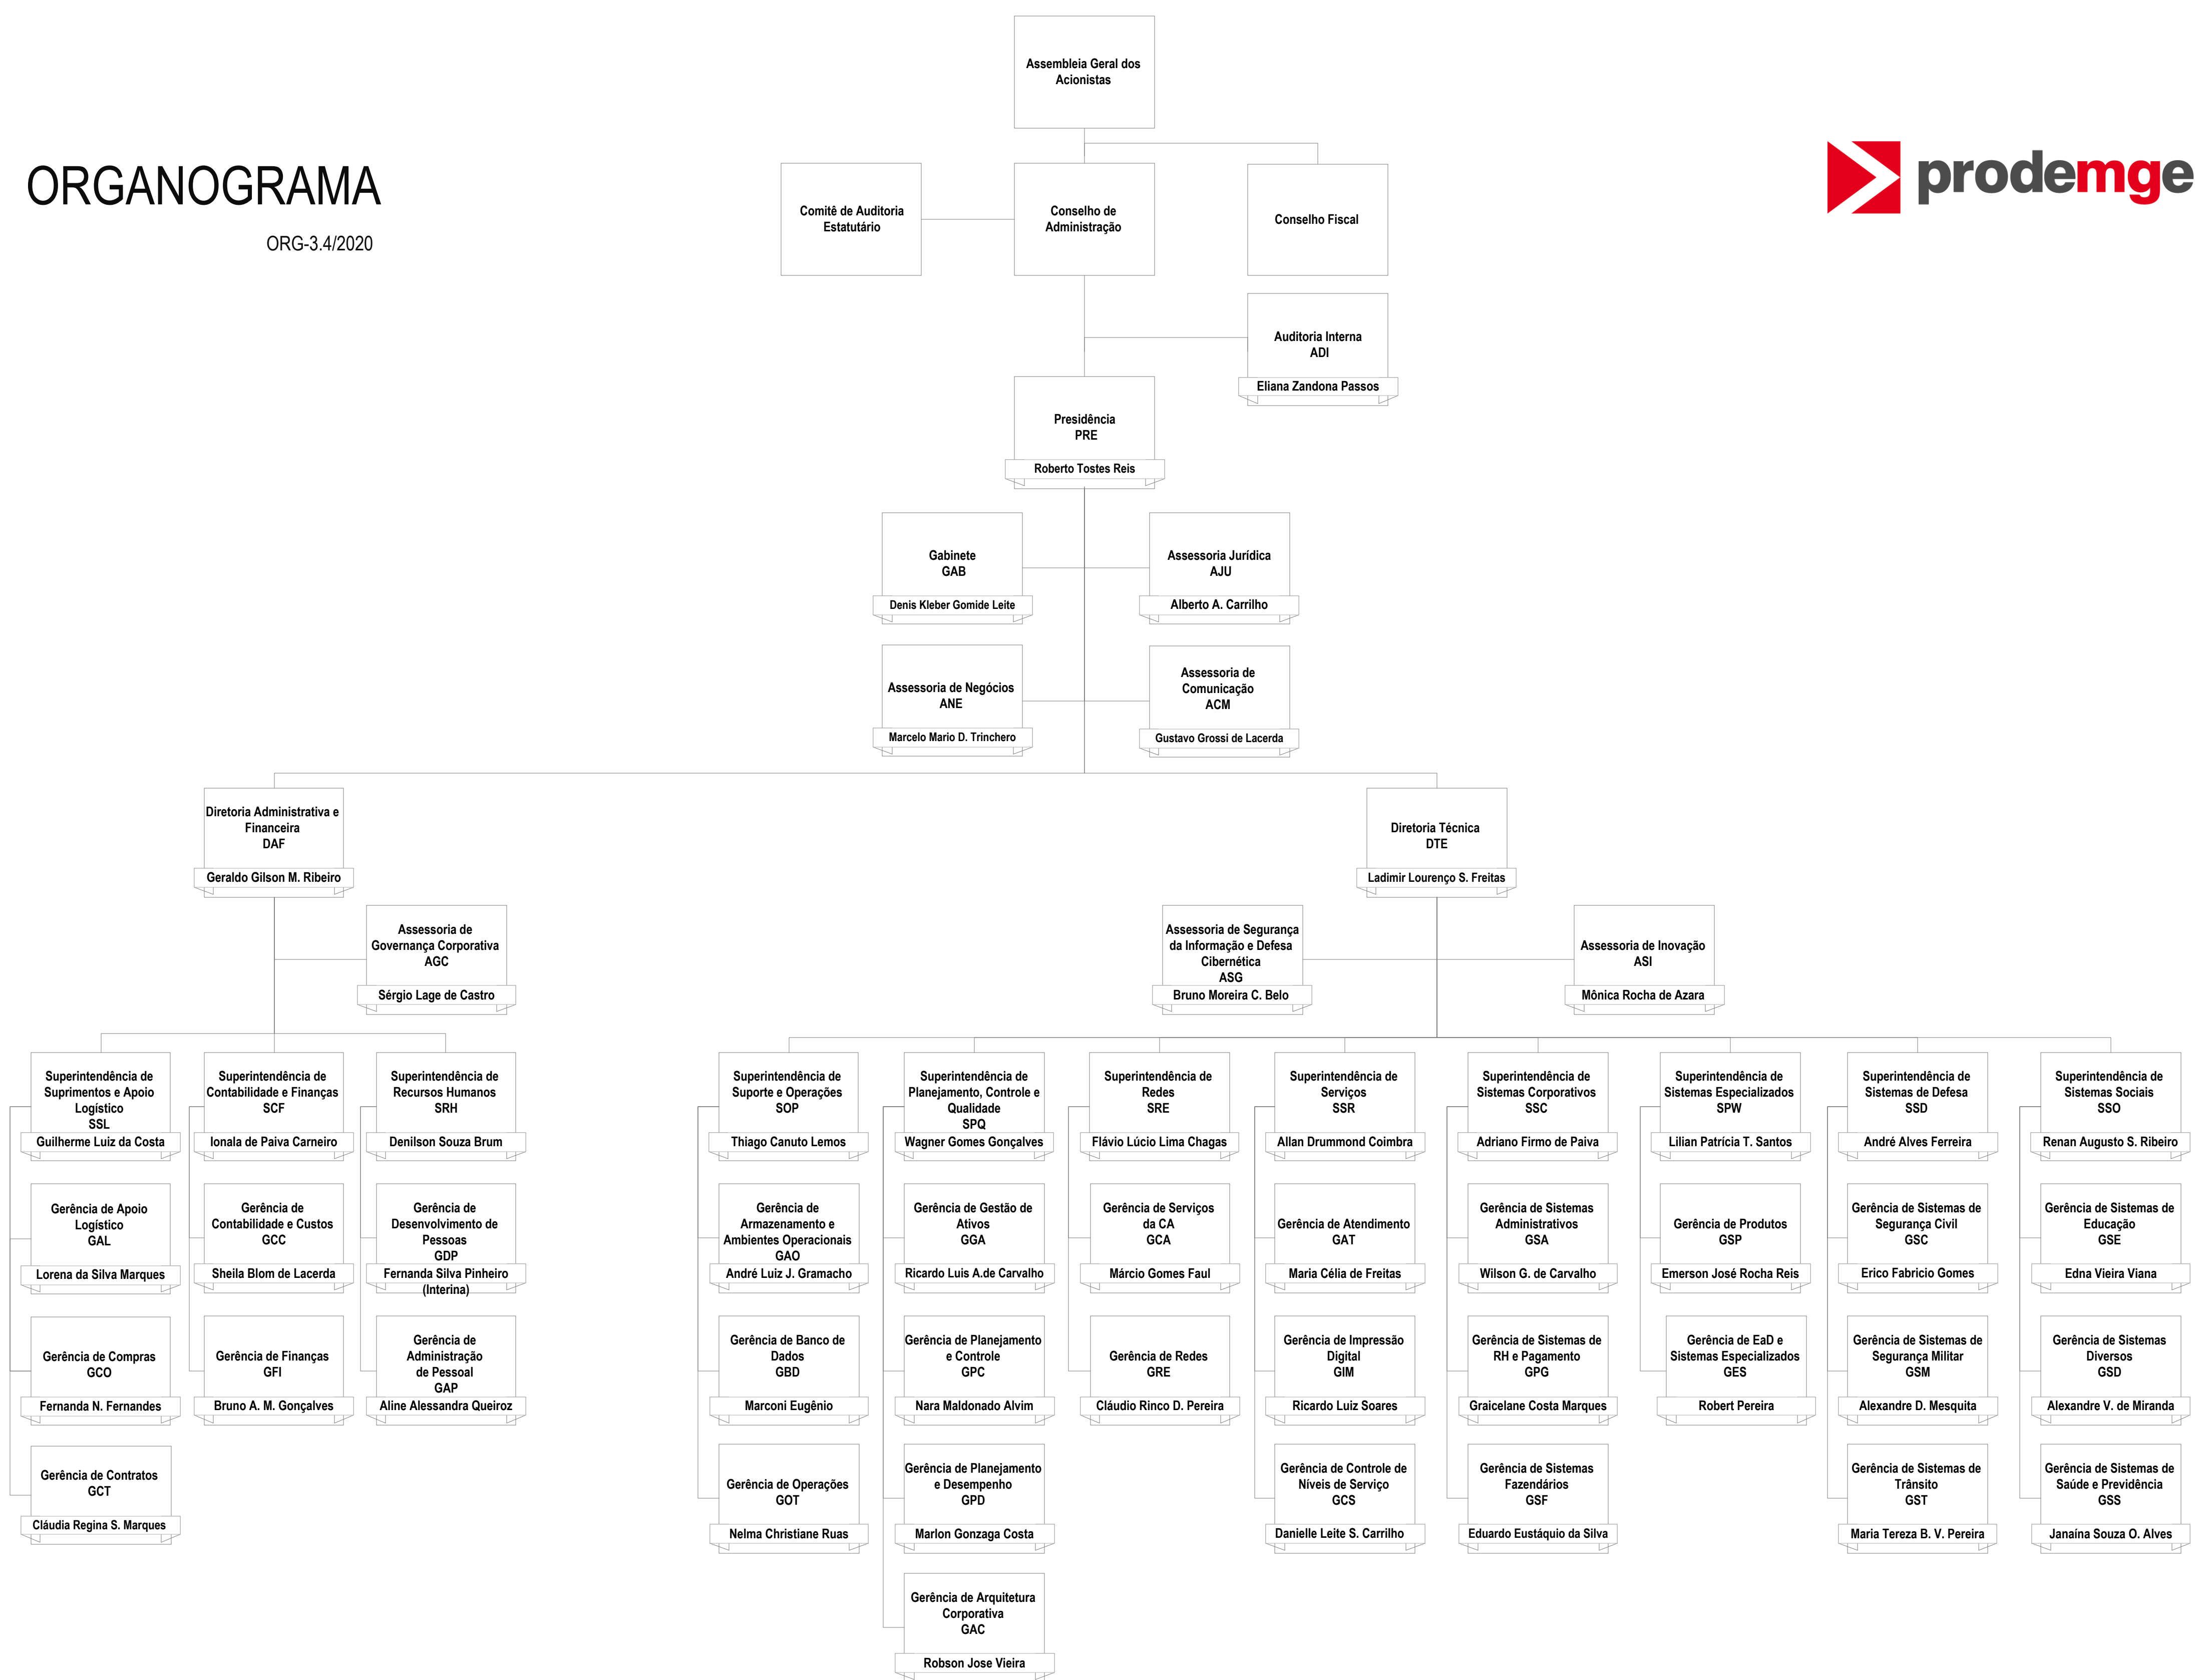 Assembleia Geral dos
Acionistas
ORGANOGRAMA
ORG-3.4/2020
prodemge
Comitê de Auditoria
Estatutário
Conselho de
Administração
Conselho Fiscal
Auditoria Interna
ADI
Eliana Zandona Passos
Presidência
PRE
Roberto Tostes Reis
Gabinete
GAB
Denis Kleber Gomide Leite
Assessoria Jurídica
AJU
Alberto A. Carrilho
Assessoria de Negócios
ANE
Marcelo Mario D. Trinchero
Assessoria de
Comunicação
ACM
Gustavo Grossi de Lacerda
Diretoria Administrativa e
Financeira
DAF
Geraldo Gilson M. Ribeiro
Diretoria Técnica
DTE
Ladimir Lourenço S. Freitas
Assessoria de
Governança Corporativa
AGC
Sérgio Lage de Castro
Assessoria de Segurança
da Informação e Defesa
Cibernética
ASG
Bruno Moreira C. Belo
Assessoria de Inovação
ASI
Mônica Rocha de Azara
Superintendência de
Suprimentos e Apoio
Logístico
SSL
Guilherme Luiz da Costa
Superintendência de
Contabilidade e Finanças
SCF
Ionala de Paiva Carneiro
Superintendência de
Recursos Humanos
SRH
Denilson Souza Brum
Superintendência de
Suporte e Operações
SOP
Thiago Canuto Lemos
Superintendência de
Planejamento, Controle e
Qualidade
SPQ
Wagner Gomes Gonçalves
Superintendência de
Redes
SRE
Flávio Lúcio Lima Chagas
Superintendência de
Serviços
SSR
Allan Drummond Coimbra
Superintendência de
Sistemas Corporativos
SSC
Adriano Firmo de Paiva
Superintendência de
Sistemas Especializados
SPW
Lilian Patrícia T. Santos
Superintendência de
Sistemas de Defesa
SSD
André Alves Ferreira
Superintendência de
Sistemas Sociais
SSO
Renan Augusto S. Ribeiro
Gerência de Apoio
Logístico
GAL
Lorena da Silva Marques
Gerência de
Contabilidade e Custos
GCC
Sheila Blom de Lacerda
Gerência de
Desenvolvimento de
Pessoas
GDP
Fernanda Silva Pinheiro
(Interina)
Gerência de
Armazenamento e
Ambientes Operacionais
GAO
André Luiz J. Gramacho
Gerência de Gestão de
Ativos
GGA
Ricardo Luis A.de Carvalho
Gerência de Serviços
da CA
GCA
Márcio Gomes Faul
Gerência de Atendimento
GAT
Maria Célia de Freitas
Gerência de Sistemas
Administrativos
GSA
Wilson G. de Carvalho
Gerência de Produtos
GSP
Emerson José Rocha Reis
Gerência de Sistemas de
Segurança Civil
GSC
Erico Fabricio Gomes
Gerência de Sistemas de
Educação
GSE
Edna Vieira Viana
Gerência de Compras
GCO
Fernanda N. Fernandes
Gerência de Finanças
GFI
Bruno A. M. Gonçalves
Gerência de
Administração
de Pessoal
GAP
Aline Alessandra Queiroz
Gerência de Banco de
Dados
GBD
Marconi Eugênio
Gerência de Planejamento
e Controle
GPC
Nara Maldonado Alvim
Gerência de Redes
GRE
Cláudio Rinco D. Pereira
Gerência de Impressão
Digital
GIM
Ricardo Luiz Soares
Gerência de Sistemas de
RH e Pagamento
GPG
Graicelane Costa Marques
Gerência de EaD e
Sistemas Especializados
GES
Robert Pereira
Gerência de Sistemas de
Segurança Militar
GSM
Alexandre D. Mesquita
Gerência de Sistemas
Diversos
GSD
Alexandre V. de Miranda
Gerência de Contratos
GCT
Cláudia Regina S. Marques
Gerência de Operações
GOT
Nelma Christiane Ruas
Gerência de Planejamento
e Desempenho
GPD
Marlon Gonzaga Costa
Gerência de Controle de
Níveis de Serviço
GCS
Danielle Leite S. Carrilho
Gerência de Sistemas
Fazendários
GSF
Eduardo Eustáquio da Silva
Gerência de Sistemas de
Trânsito
GST
Maria Tereza B. V. Pereira
Gerência de Sistemas de
Saúde e Previdência
GSS
Janaína Souza O. Alves
Gerência de Arquitetura
Corporativa
GAC
Robson Jose Vieira